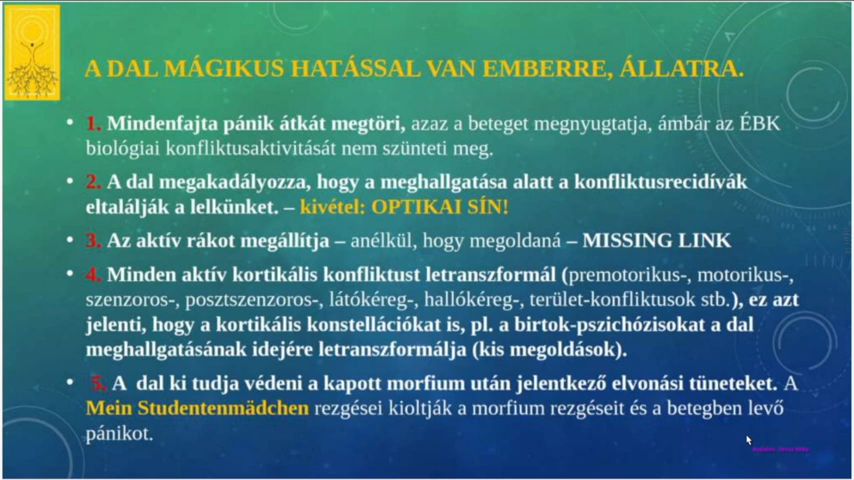 A DAL MÁGIKUS HATÁSSAL VAN EMBERRE, ÁLLATRA.
• 1. Mindenfajta pánik átkát megtöri, azaz a beteget megnyugtatja, ámbár az ÉBK
biológiai konfliktusaktivitását nem szünteti meg.
• 2. A dal megakadályozza, hogy a meghallgatása alatt a konfliktusrecidívák
eltalálják a lelkünket. – kivétel: OPTIKAI SÍN!
• 3. Az aktív rákot megállítja – anélkül, hogy megoldaná – MISSING LINK
• 4. Minden aktív kortikális konfliktust letranszformál (premotorikus-, motorikus-,
szenzoros-, posztszenzoros-, látókéreg-, hallókéreg-, terület-konfliktusok stb.), ez azt
jelenti, hogy a kortikális konstellációkat is, pl. a birtok-pszichózisokat a dal
meghallgatásának idejére letranszformálja (kis megoldások).
• 5. A dal ki tudja védeni a kapott morfium után jelentkező elvonási tüneteket. A
Mein Studentenmädchen rezgései kioltják a morfium rezgéseit és a betegben levő
pánikot.